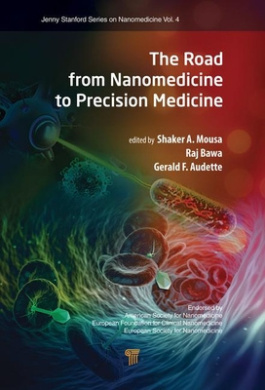 Jenny Stanford Series on Nanomedicine Vol. 4
The Road
from Nanomedicine
to Precision Medicine
edited by Shaker A. Mousa
Raj Bawa
Gerald F. Audette
Endorsed by
American Society for Nanomedicine
European Foundation for Clinical Nanomedicine
European Society for Nanomedicine